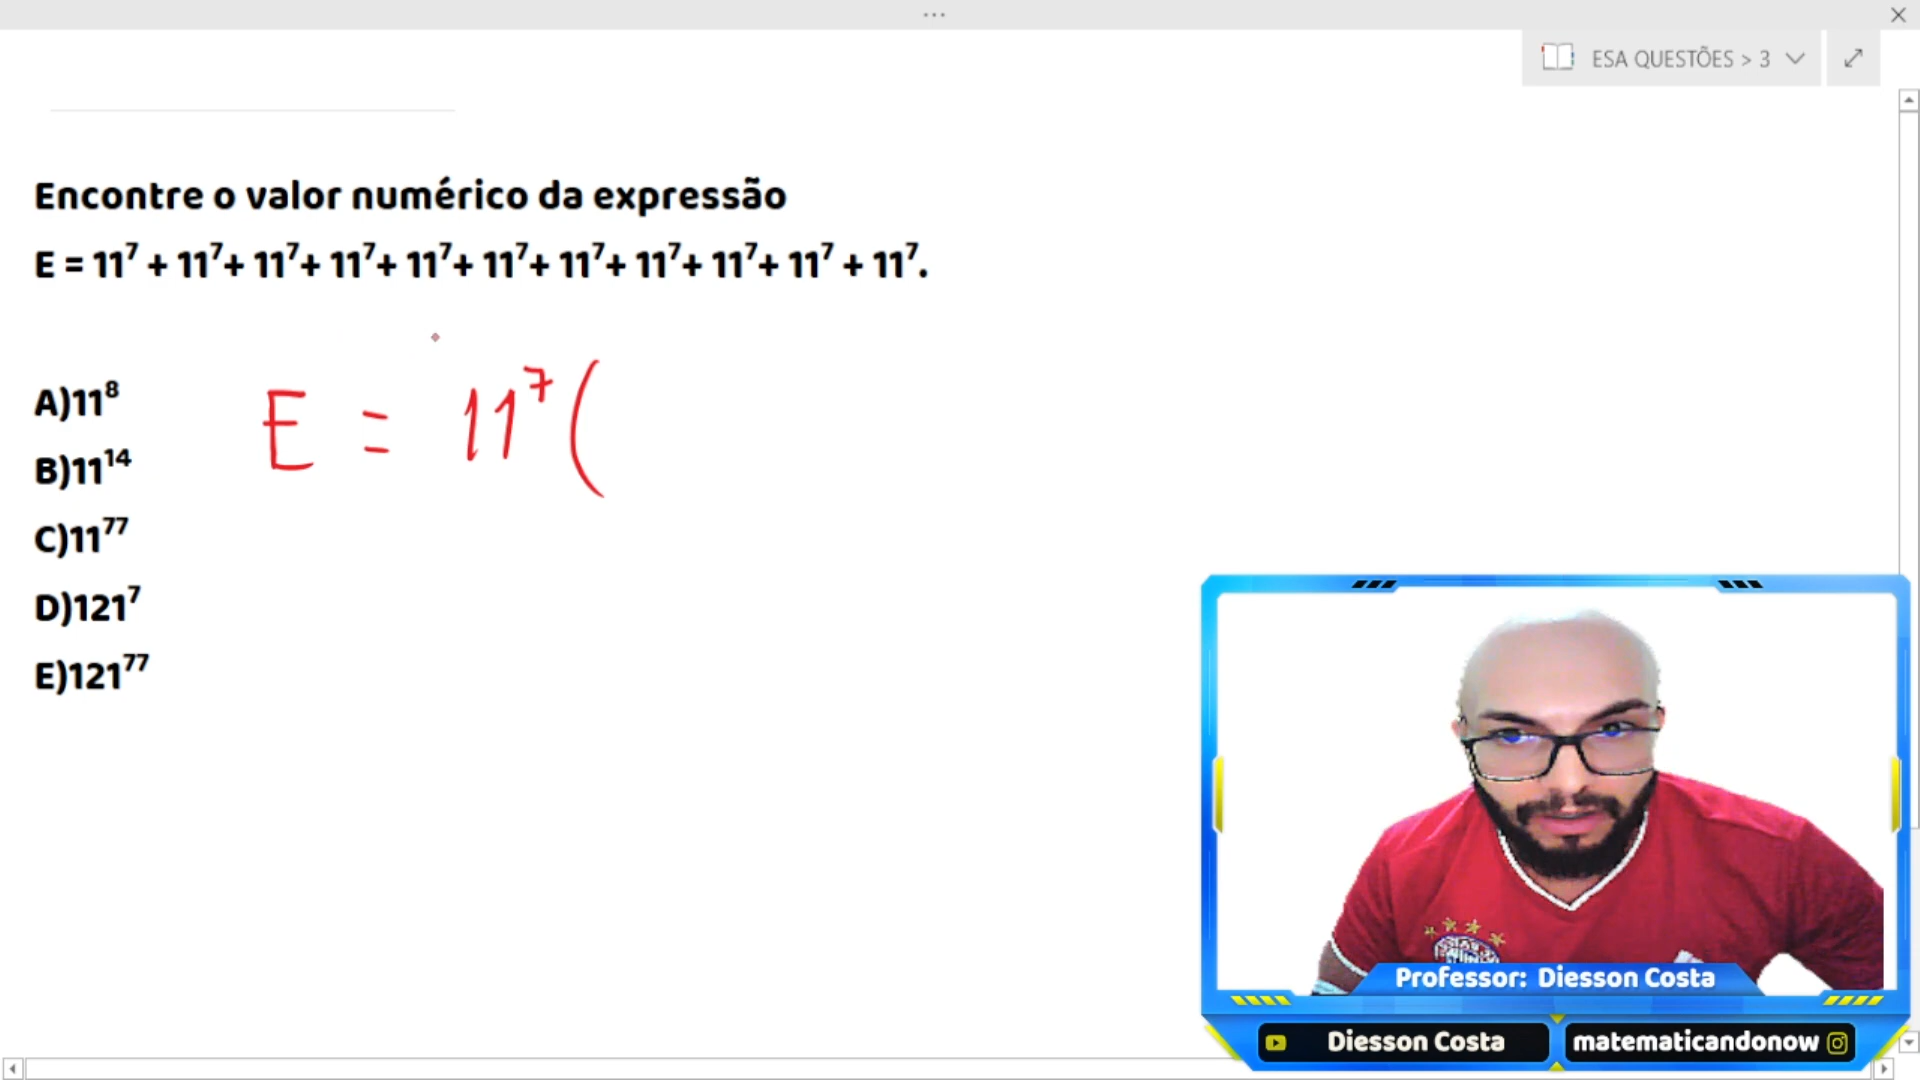 ESA QUESTÕES > 3
Encontre o valor numérico da expressão
E = 11⁷ + 11⁷+ 11⁷+ 11⁷+ 11⁷+ 11⁷+ 11⁷+ 11⁷+ 11⁷+ 11⁷ + 11⁷.
A)11⁸
B)11¹⁴
C)11⁷⁷
D)121⁷
E)121⁷⁷
E = 11⁷(
Professor: Diesson Costa
Diesson Costa
matematicandonow